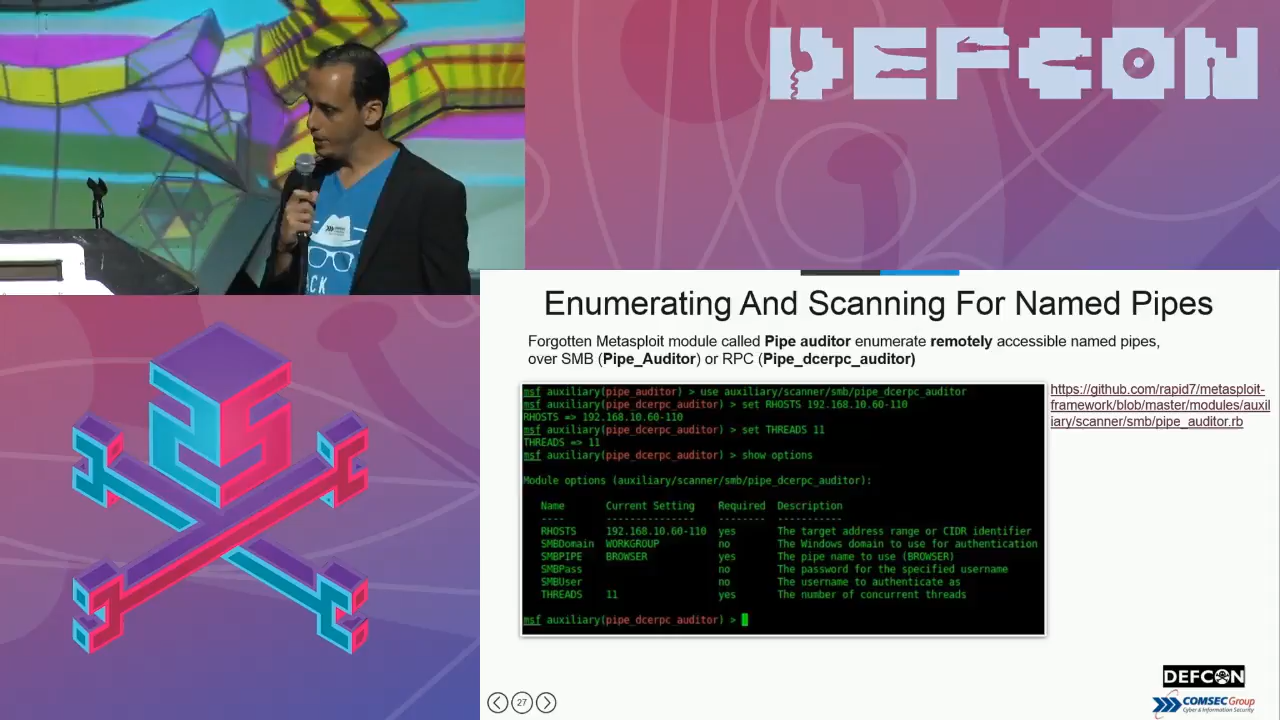 DEFCON
ACK
Enumerating And Scanning For Named Pipes
Forgotten Metasploit module called Pipe auditor enumerate remotely accessible named pipes,
over SMB (Pipe_Auditor) or RPC (Pipe_dcerpc_auditor)
msf auxiliary(pipe_auditor) > use auxiliary/scanner/smb/pipe_dcerpc_auditor
msf auxiliary(pipe_dcerpc_auditor) > set RHOSTS 192.168.10.60-110
RHOSTS => 192.168.10.60-110
msf auxiliary(pipe_dcerpc_auditor) > set THREADS 11
THREADS => 11
msf auxiliary(pipe_dcerpc_auditor) > show options
Module options (auxiliary/scanner/smb/pipe_dcerpc_auditor):
Name Current Setting Required Description
---- --------------- -------- -----------
RHOSTS 192.168.10.60-110 yes The target address range or CIDR identifier
SMBDomain WORKGROUP no The Windows domain to use for authentication
SMBPIPE BROWSER yes The pipe name to use (BROWSER)
SMBPass no The password for the specified username
SMBUser no The username to authenticate as
THREADS 11 yes The number of concurrent threads
msf auxiliary(pipe_dcerpc_auditor) >
https://github.com/rapid7/metasploit-
framework/blob/master/modules/auxil
iary/scanner/smb/pipe_auditor.rb
27
DEFCON
COMSEC Group
Cyber & Information Security